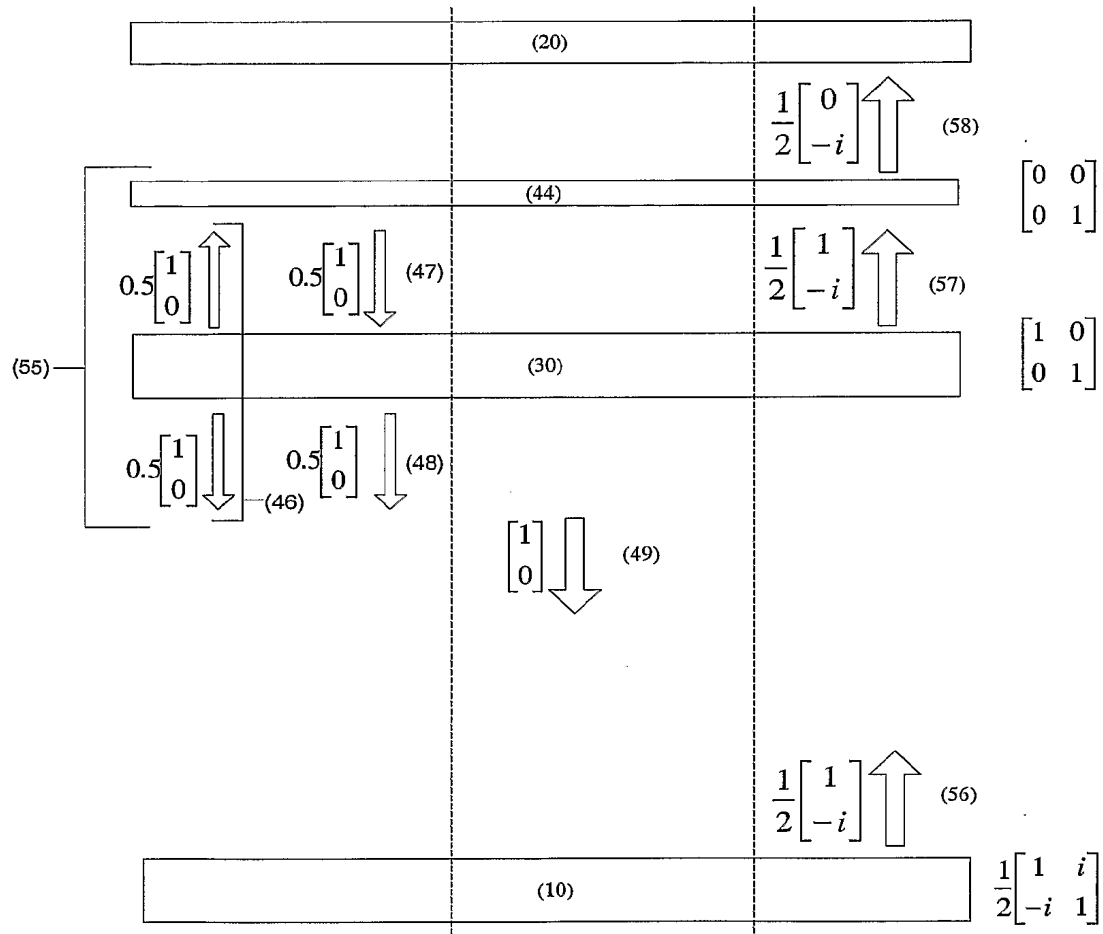 (20)
1/2 [0 -i] (58)
(44)
[0 0
0 1]
0.5 [1 0] 0.5 [1 0] (47)
1/2 [1 -i] (57)
(55)
(30)
[1 0
0 1]
0.5 [1 0] 0.5 [1 0] (48)
(46)
[1 0] (49)
1/2 [1 -i] (56)
(10)
1/2 [1 i
-i 1]